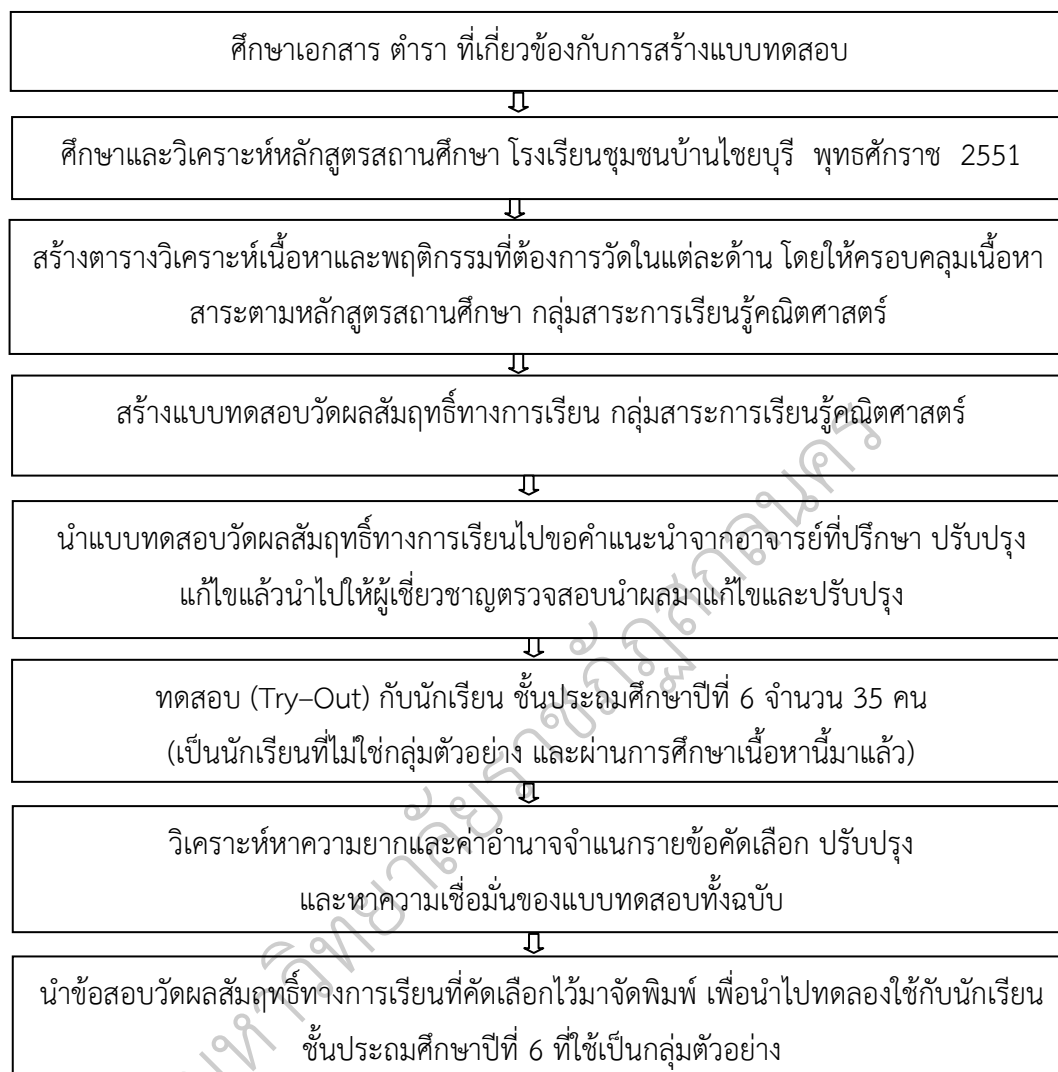 ศึกษาเอกสาร ตำรา ที่เกี่ยวข้องกับการสร้างแบบทดสอบ
ศึกษาและวิเคราะห์หลักสูตรสถานศึกษา โรงเรียนชุมชนบ้านไชยบุรี พุทธศักราช 2551
สร้างตารางวิเคราะห์เนื้อหาและพฤติกรรมที่ต้องการวัดในแต่ละด้าน โดยให้ครอบคลุมเนื้อหา
สาระตามหลักสูตรสถานศึกษา กลุ่มสาระการเรียนรู้คณิตศาสตร์
สร้างแบบทดสอบวัดผลสัมฤทธิ์ทางการเรียน กลุ่มสาระการเรียนรู้คณิตศาสตร์
นำแบบทดสอบวัดผลสัมฤทธิ์ทางการเรียนไปขอคำแนะนำจากอาจารย์ที่ปรึกษา ปรับปรุง
แก้ไขแล้วนำไปให้ผู้เชี่ยวชาญตรวจสอบนำผลมาแก้ไขและปรับปรุง
ทดสอบ (Try–Out) กับนักเรียน ชั้นประถมศึกษาปีที่ 6 จำนวน 35 คน
(เป็นนักเรียนที่ไม่ใช่กลุ่มตัวอย่าง และผ่านการศึกษาเนื้อหานี้มาแล้ว)
วิเคราะห์หาความยากและค่าอำนาจจำแนกรายข้อคัดเลือก ปรับปรุง
และหาความเชื่อมั่นของแบบทดสอบทั้งฉบับ
นำข้อสอบวัดผลสัมฤทธิ์ทางการเรียนที่คัดเลือกไว้มาจัดพิมพ์ เพื่อนำไปทดลองใช้กับนักเรียน
ชั้นประถมศึกษาปีที่ 6 ที่ใช้เป็นกลุ่มตัวอย่าง
มหาวิทยาลัยราชภัฏสกลนคร